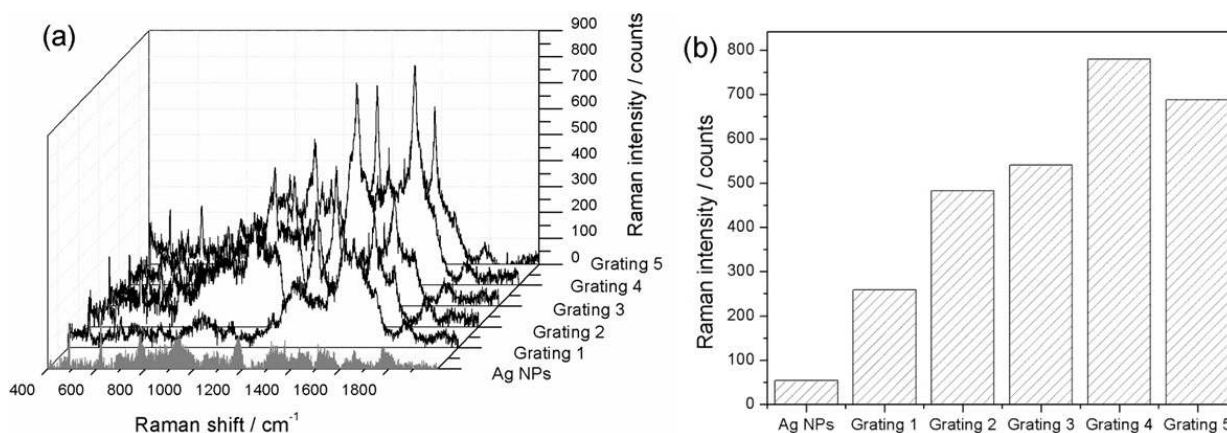 (a)
900
800
700
600
500
400
300
200
100
0
Raman intensity / counts
Grating 5
Grating 4
Grating 3
Grating 2
Grating 1
Ag NPs
400 600 800 1000 1200 1400 1600 1800
Raman shift / cm⁻¹
(b)
800
700
600
500
400
300
200
100
0
Raman intensity / counts
Ag NPs Grating 1 Grating 2 Grating 3 Grating 4 Grating 5